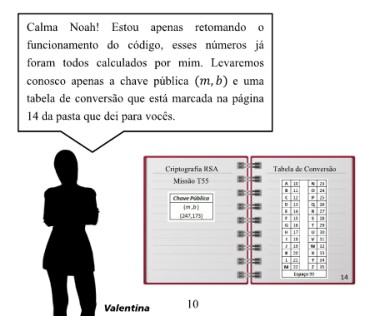 Calma Noah! Estou apenas retomando o
funcionamento do código, esses números já
foram todos calculados por mim. Levaremos
conosco apenas a chave pública (m, b) e uma
tabela de conversão que está marcada na página
14 da pasta que dei para vocês.
Criptografia RSA
Missão T55
Chave Pública
(m,b)
(247,173)
Tabela de Conversão
A 10 N 23
B 11 O 24
C 12 P 25
D 13 Q 26
E 14 R 27
F 15 S 28
G 16 T 29
H 17 U 30
I 18 V 31
J 19 W 32
K 20 X 33
L 21 Y 34
M 22 Z 35
Espaço 99
14
Valentina
10